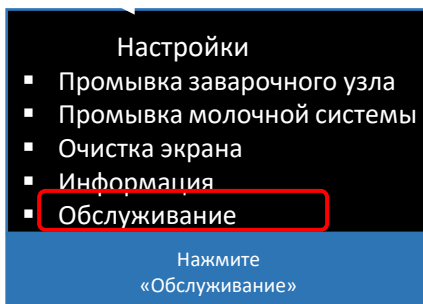 Настройки
▪ Промывка заварочного узла
▪ Промывка молочной системы
▪ Очистка экрана
▪ Информация
▪ Обслуживание
Нажмите
«Обслуживание»